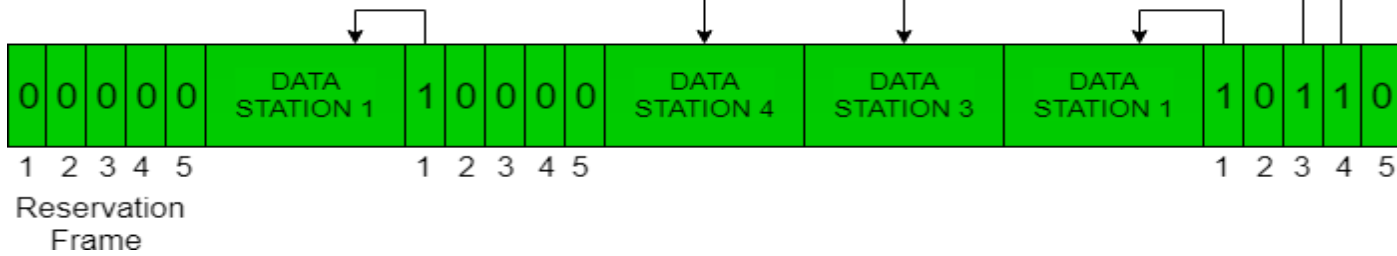 0 0 0 0 0 DATA STATION 1 1 0 0 0 0 DATA STATION 4 DATA STATION 3 DATA STATION 1 1 0 1 1 0
1 2 3 4 5 1 2 3 4 5 1 2 3 4 5
Reservation
Frame